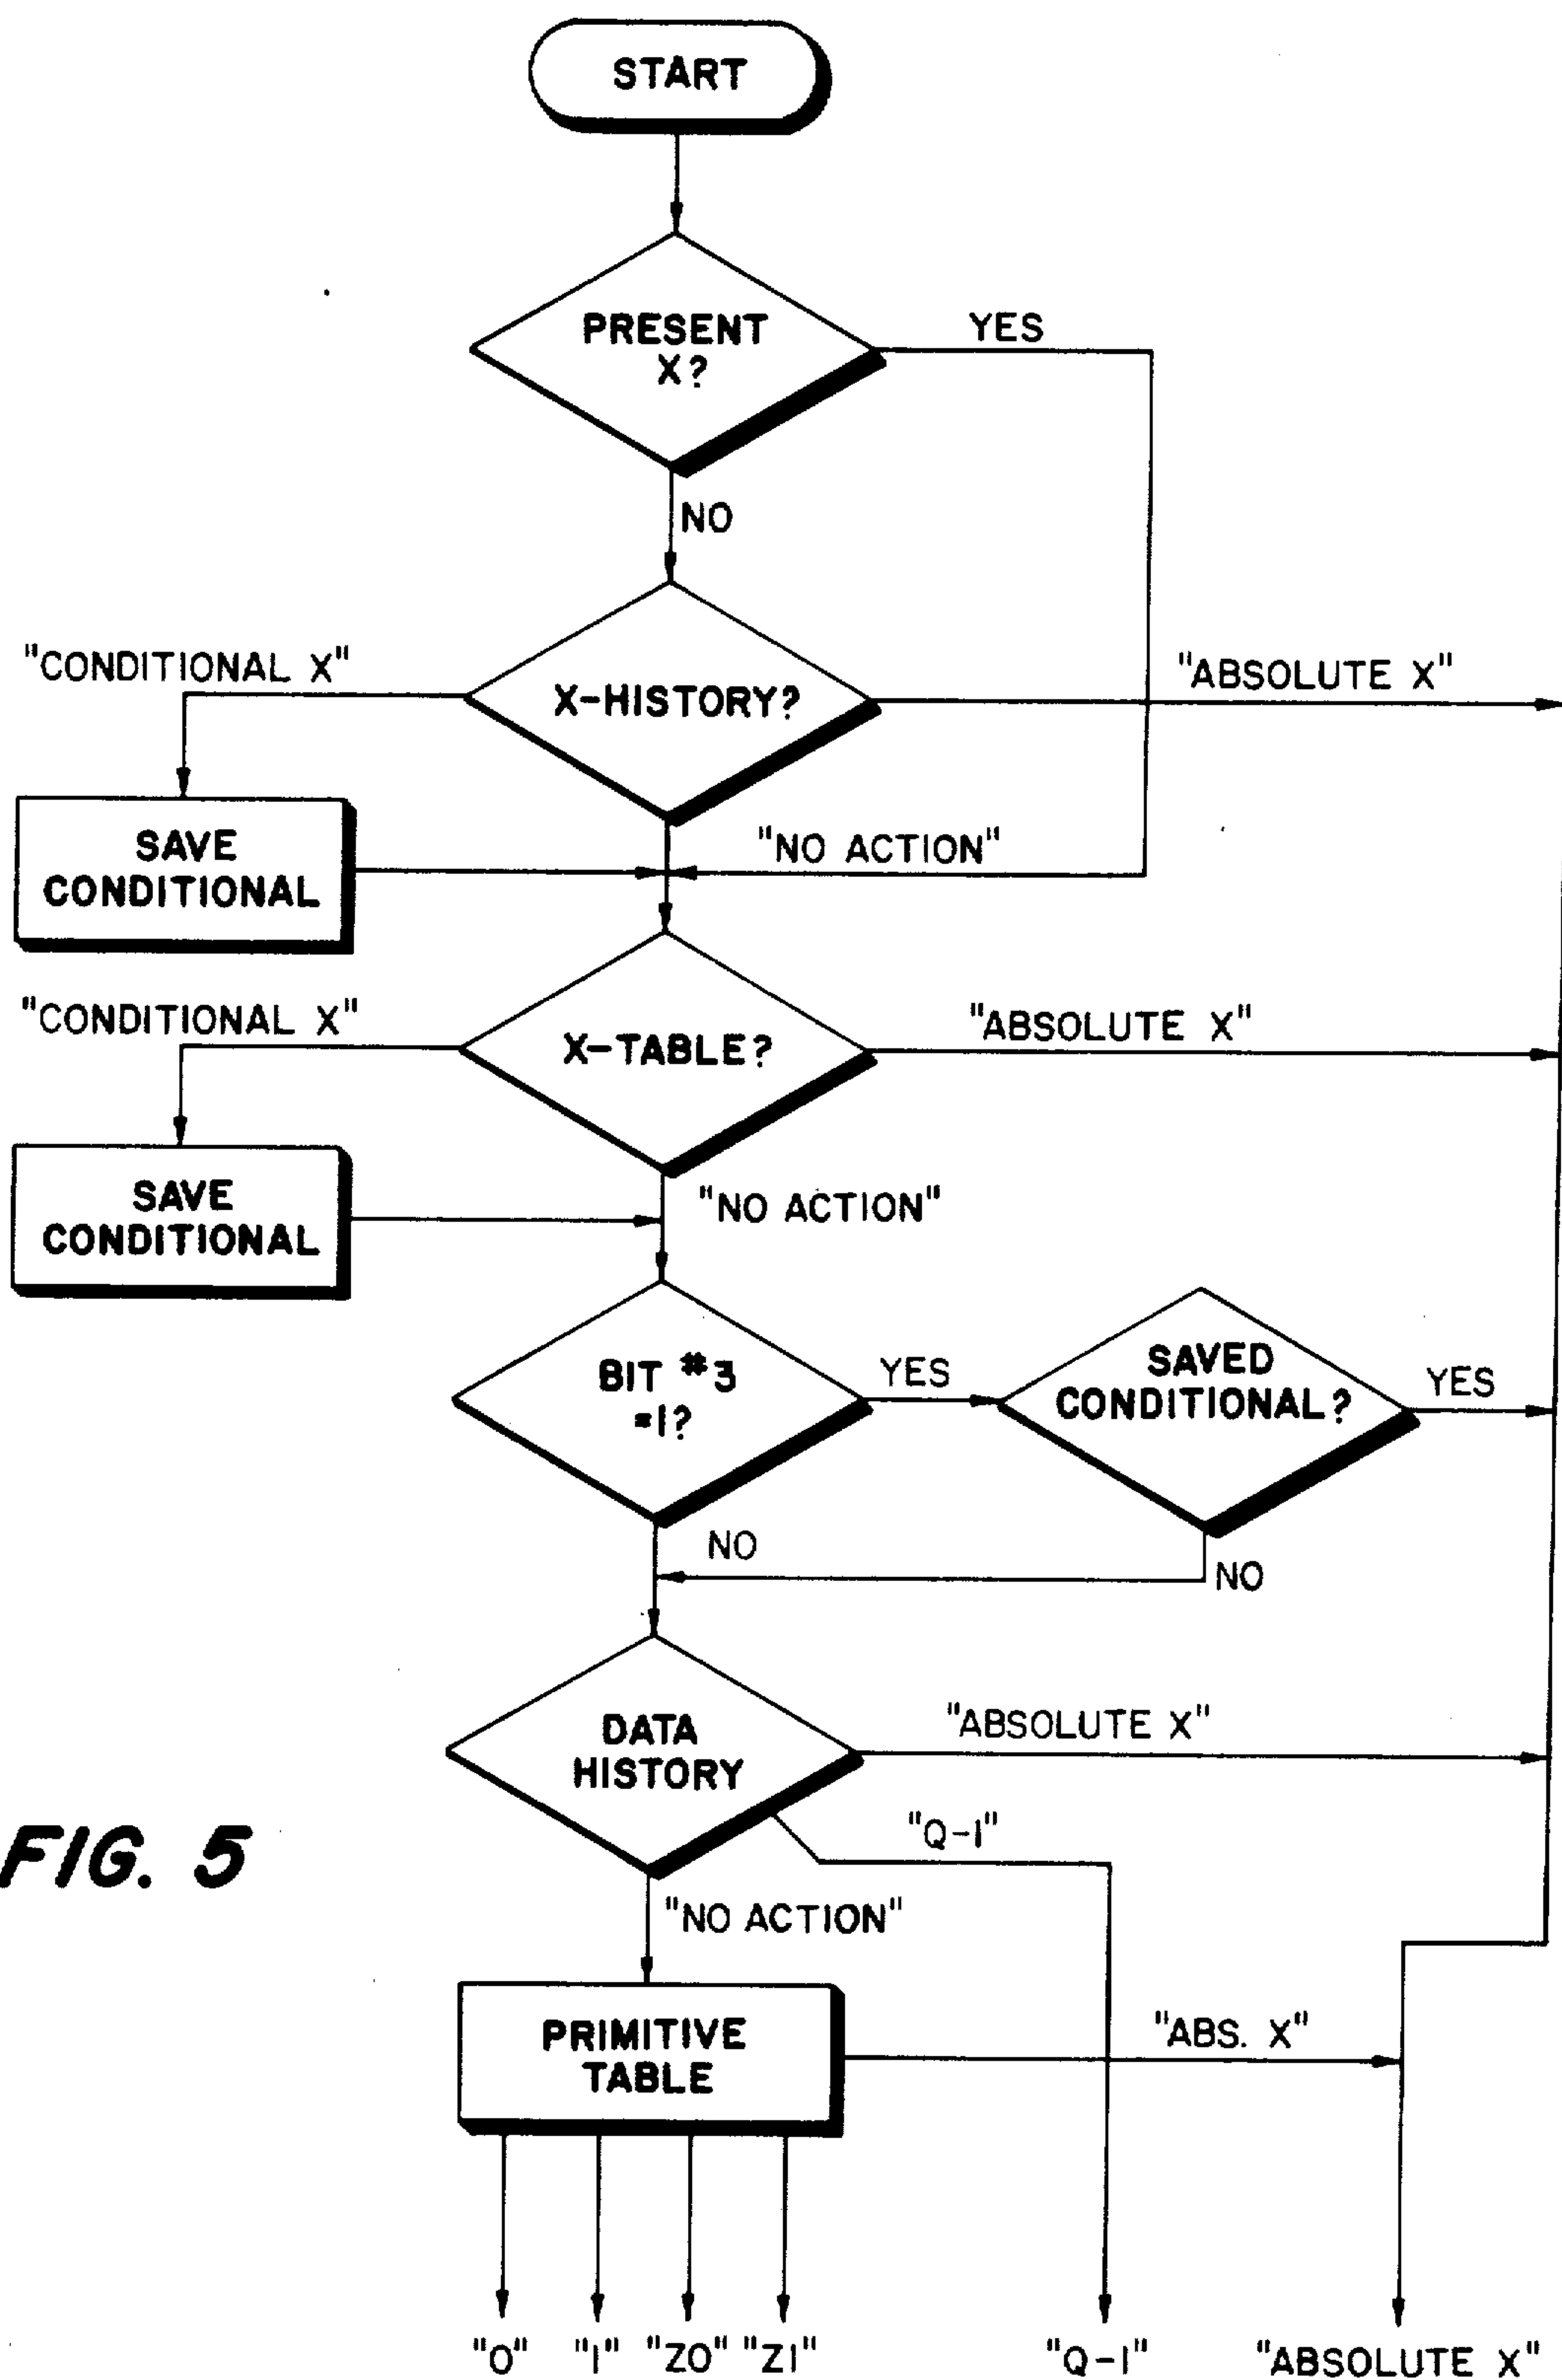 START
PRESENT
X?
YES
NO
"CONDITIONAL X"
X-HISTORY?
"ABSOLUTE X"
SAVE
CONDITIONAL
"NO ACTION"
"CONDITIONAL X"
X-TABLE?
"ABSOLUTE X"
SAVE
CONDITIONAL
"NO ACTION"
BIT #3
=1?
YES
SAVED
CONDITIONAL?
YES
NO
NO
DATA
HISTORY
"ABSOLUTE X"
"Q-1"
FIG. 5
"NO ACTION"
PRIMITIVE
TABLE
"ABS. X"
"0" "1" "Z0" "Z1" "Q-1" "ABSOLUTE X"